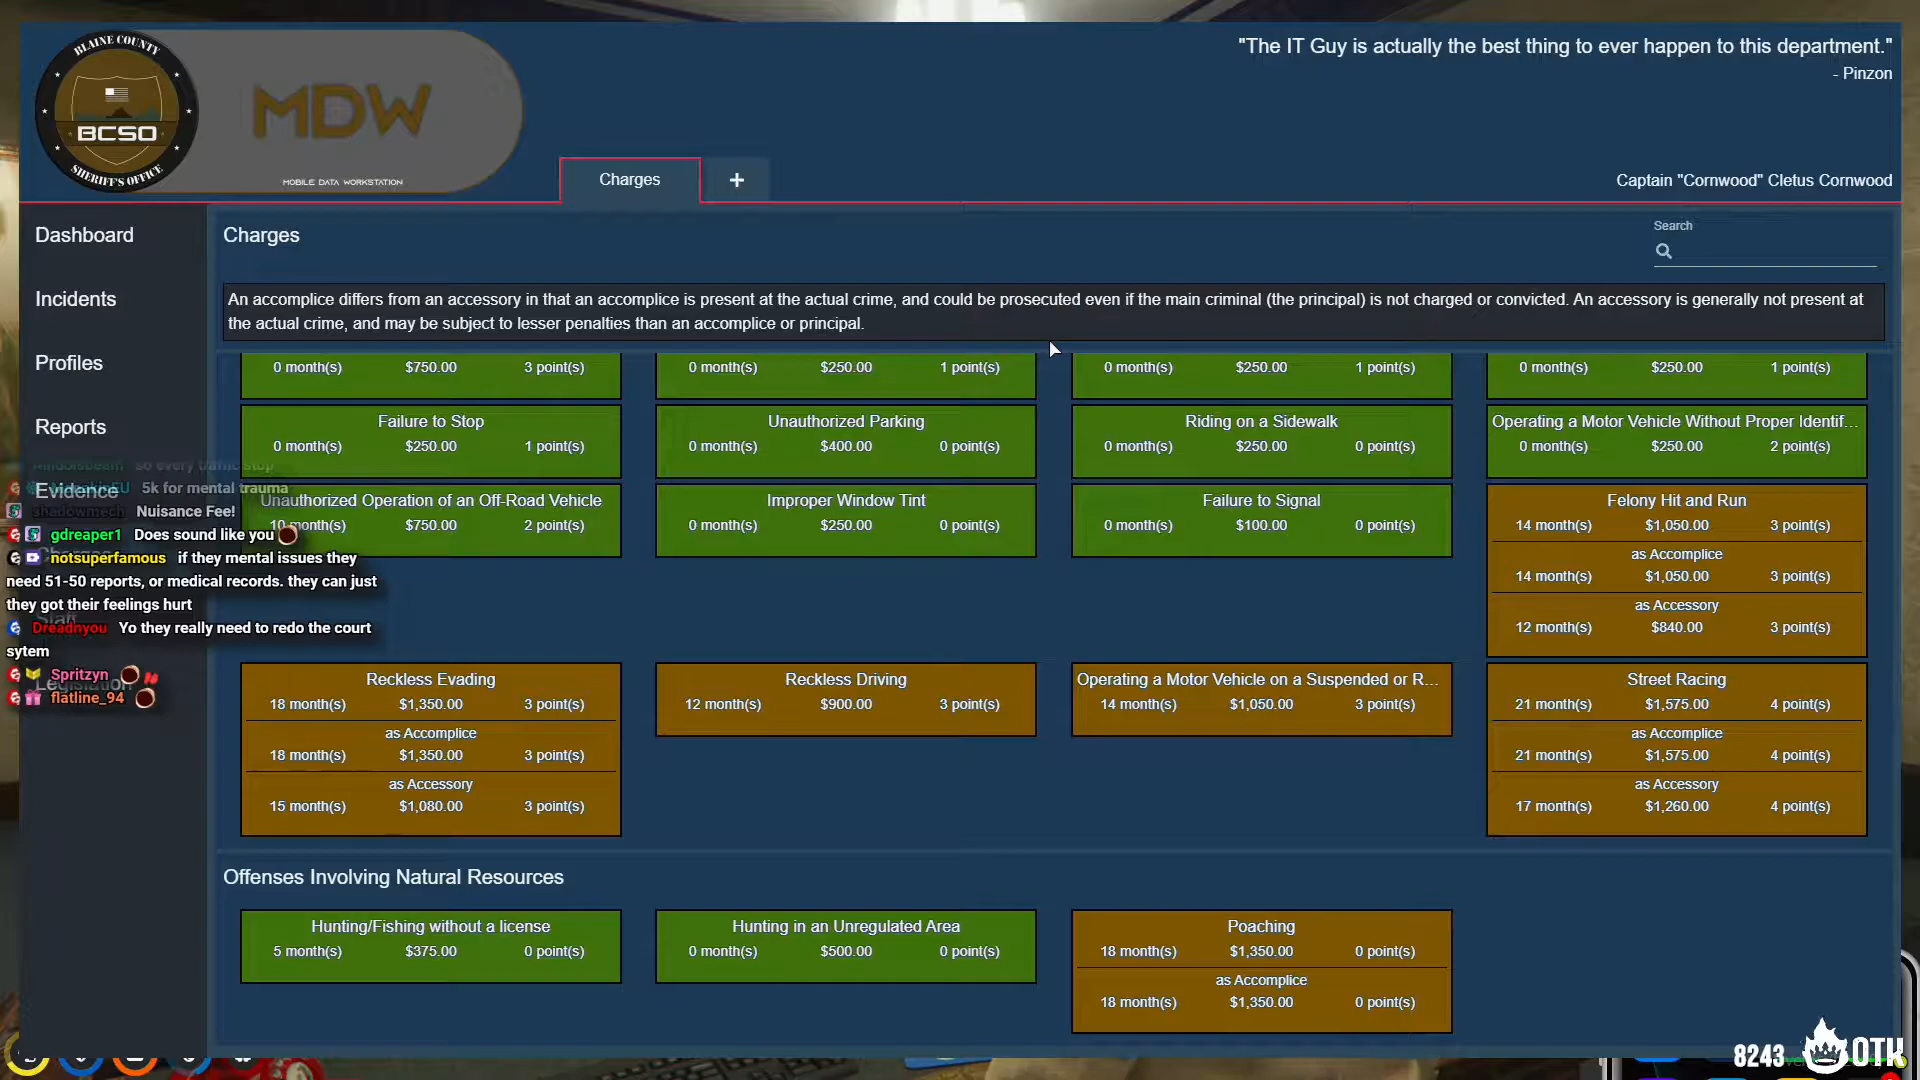 BLAINE COUNTY
BCSO
SHERIFF'S OFFICE
MDW
MOBILE DATA WORKSTATION
"The IT Guy is actually the best thing to ever happen to this department."
- Pinzon
Charges
+
Captain "Cornwood" Cletus Cornwood
Dashboard
Incidents
Profiles
Reports
Evidence
Staff
Legislation
Charges
Search
An accomplice differs from an accessory in that an accomplice is present at the actual crime, and could be prosecuted even if the main criminal (the principal) is not charged or convicted. An accessory is generally not present at
the actual crime, and may be subject to lesser penalties than an accomplice or principal.
0 month(s) $750.00 3 point(s)
0 month(s) $250.00 1 point(s)
0 month(s) $250.00 1 point(s)
0 month(s) $250.00 1 point(s)
Failure to Stop
0 month(s) $250.00 1 point(s)
Unauthorized Parking
0 month(s) $400.00 0 point(s)
Riding on a Sidewalk
0 month(s) $250.00 0 point(s)
Operating a Motor Vehicle Without Proper Identif...
0 month(s) $250.00 2 point(s)
Unauthorized Operation of an Off-Road Vehicle
10 month(s) $750.00 2 point(s)
Improper Window Tint
0 month(s) $250.00 0 point(s)
Failure to Signal
0 month(s) $100.00 0 point(s)
Felony Hit and Run
14 month(s) $1,050.00 3 point(s)
as Accomplice
14 month(s) $1,050.00 3 point(s)
as Accessory
12 month(s) $840.00 3 point(s)
Reckless Evading
18 month(s) $1,350.00 3 point(s)
as Accomplice
18 month(s) $1,350.00 3 point(s)
as Accessory
15 month(s) $1,080.00 3 point(s)
Reckless Driving
12 month(s) $900.00 3 point(s)
Operating a Motor Vehicle on a Suspended or R...
14 month(s) $1,050.00 3 point(s)
Street Racing
21 month(s) $1,575.00 4 point(s)
as Accomplice
21 month(s) $1,575.00 4 point(s)
as Accessory
17 month(s) $1,260.00 4 point(s)
Offenses Involving Natural Resources
Hunting/Fishing without a license
5 month(s) $375.00 0 point(s)
Hunting in an Unregulated Area
0 month(s) $500.00 0 point(s)
Poaching
18 month(s) $1,350.00 0 point(s)
as Accomplice
18 month(s) $1,350.00 0 point(s)
so every traffic stop
5k for mental trauma
shadowmech Nuisance Fee!
gdreaper1 Does sound like you
notsuperfamous if they mental issues they
need 51-50 reports, or medical records. they can just
they got their feelings hurt
Dreadnyou Yo they really need to redo the court
sytem
Spritzyn
flatline_94
8243
OTK